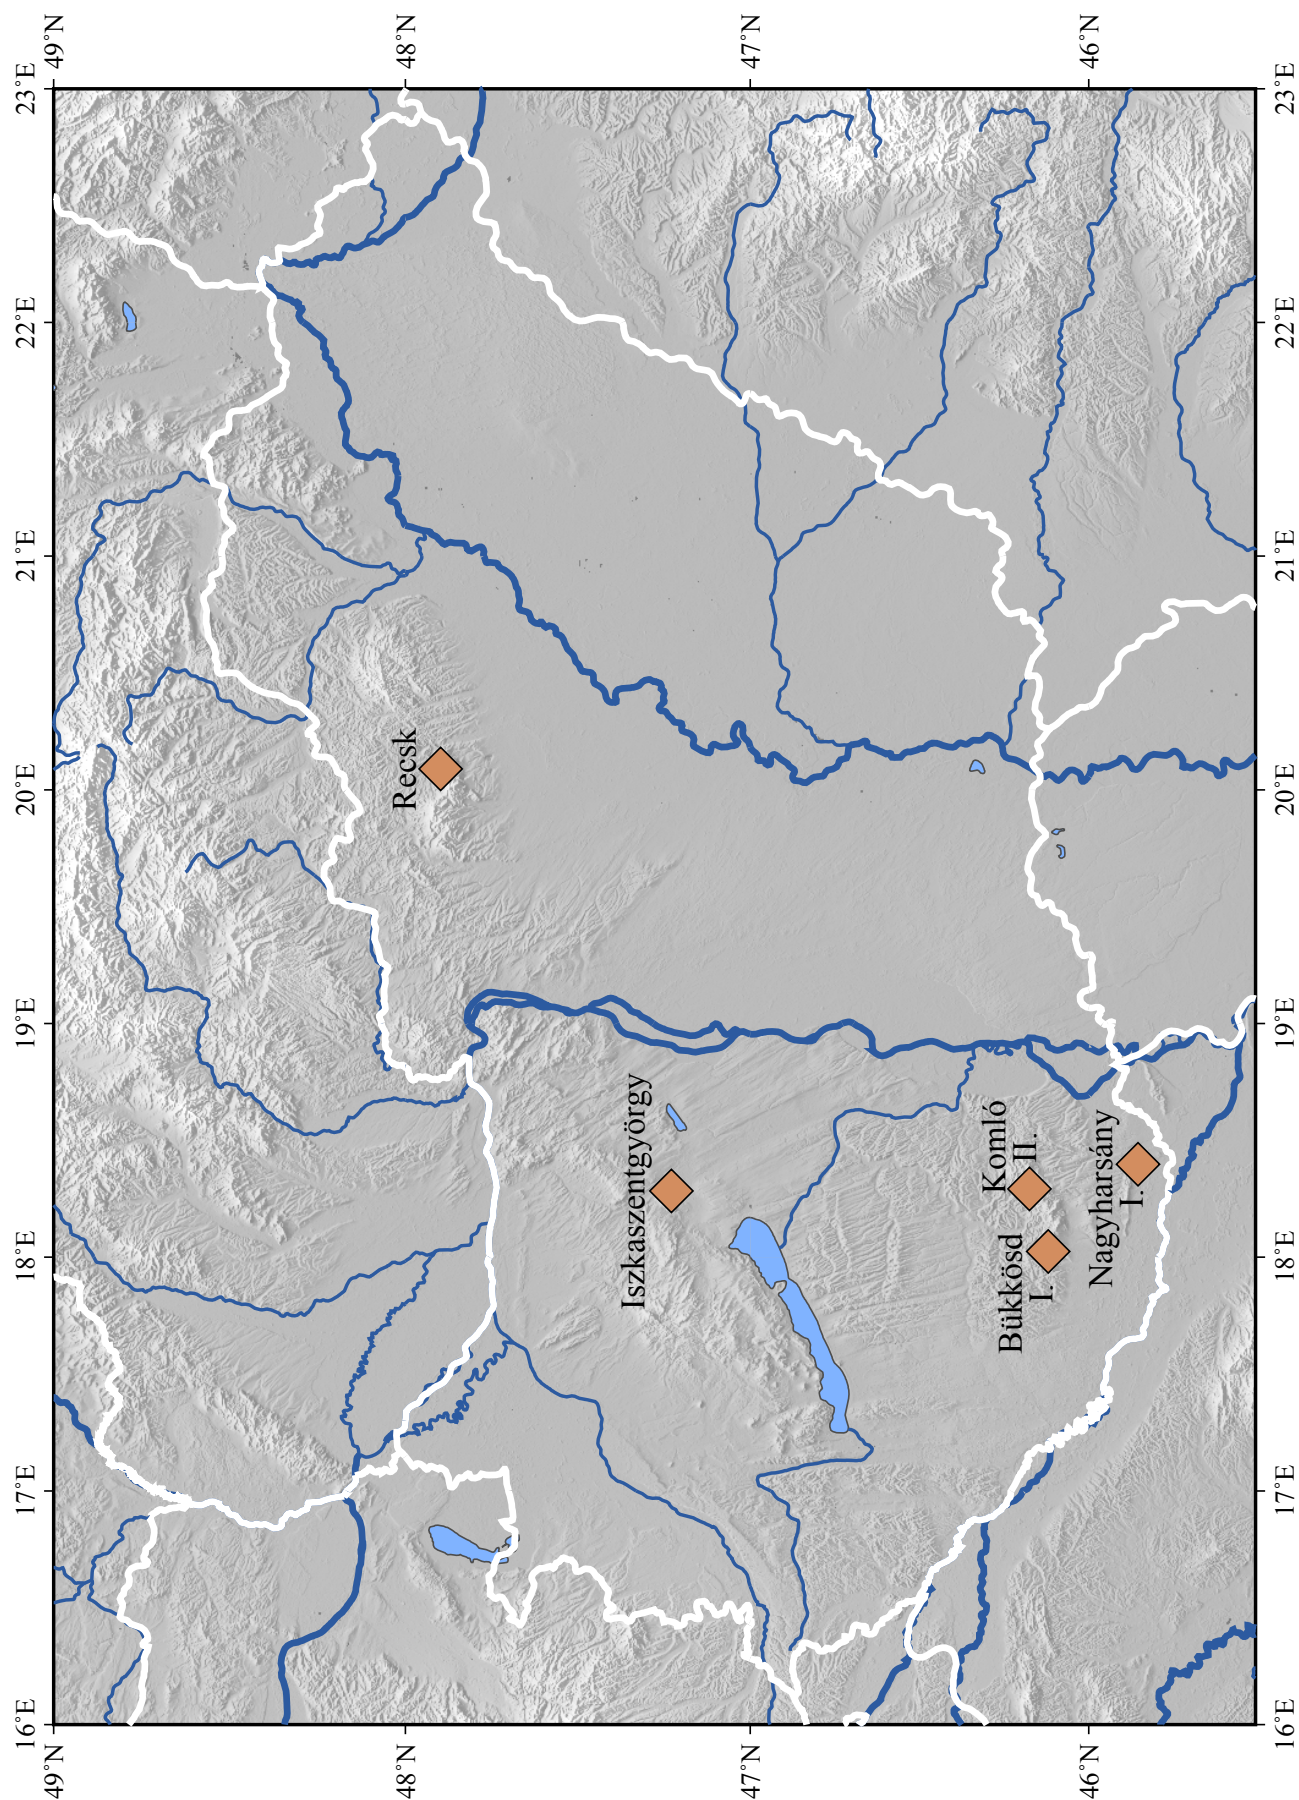 16˚E
17˚E
18˚E
19˚E
20˚E
21˚E
22˚E
23˚E
49˚N
49˚N
48˚N
48˚N
47˚N
47˚N
46˚N
46˚N
Recsk
Iszkaszentgyörgy
Komló
II.
Bükkösd
I.
Nagyharsány
I.
16˚E
17˚E
18˚E
19˚E
20˚E
21˚E
22˚E
23˚E